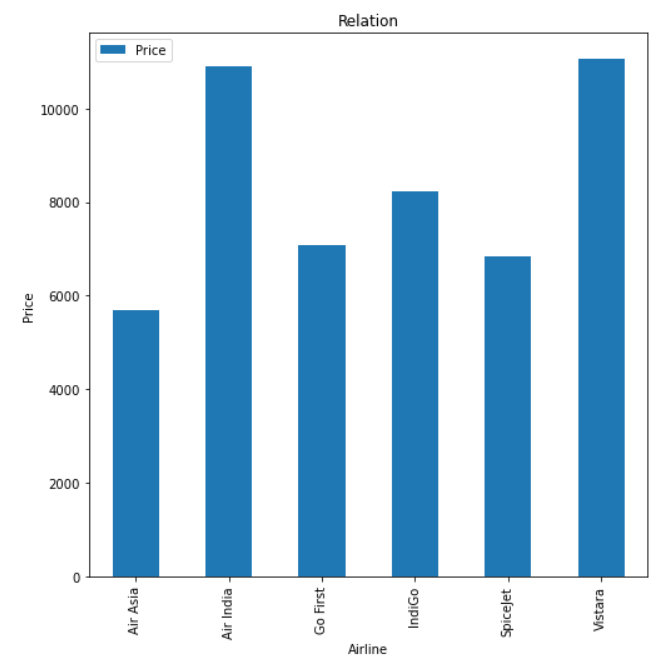 Relation
Price
10000
8000
6000
4000
2000
0
Price
Air Asia
Air India
Go First
IndiGo
SpiceJet
Vistara
Airline